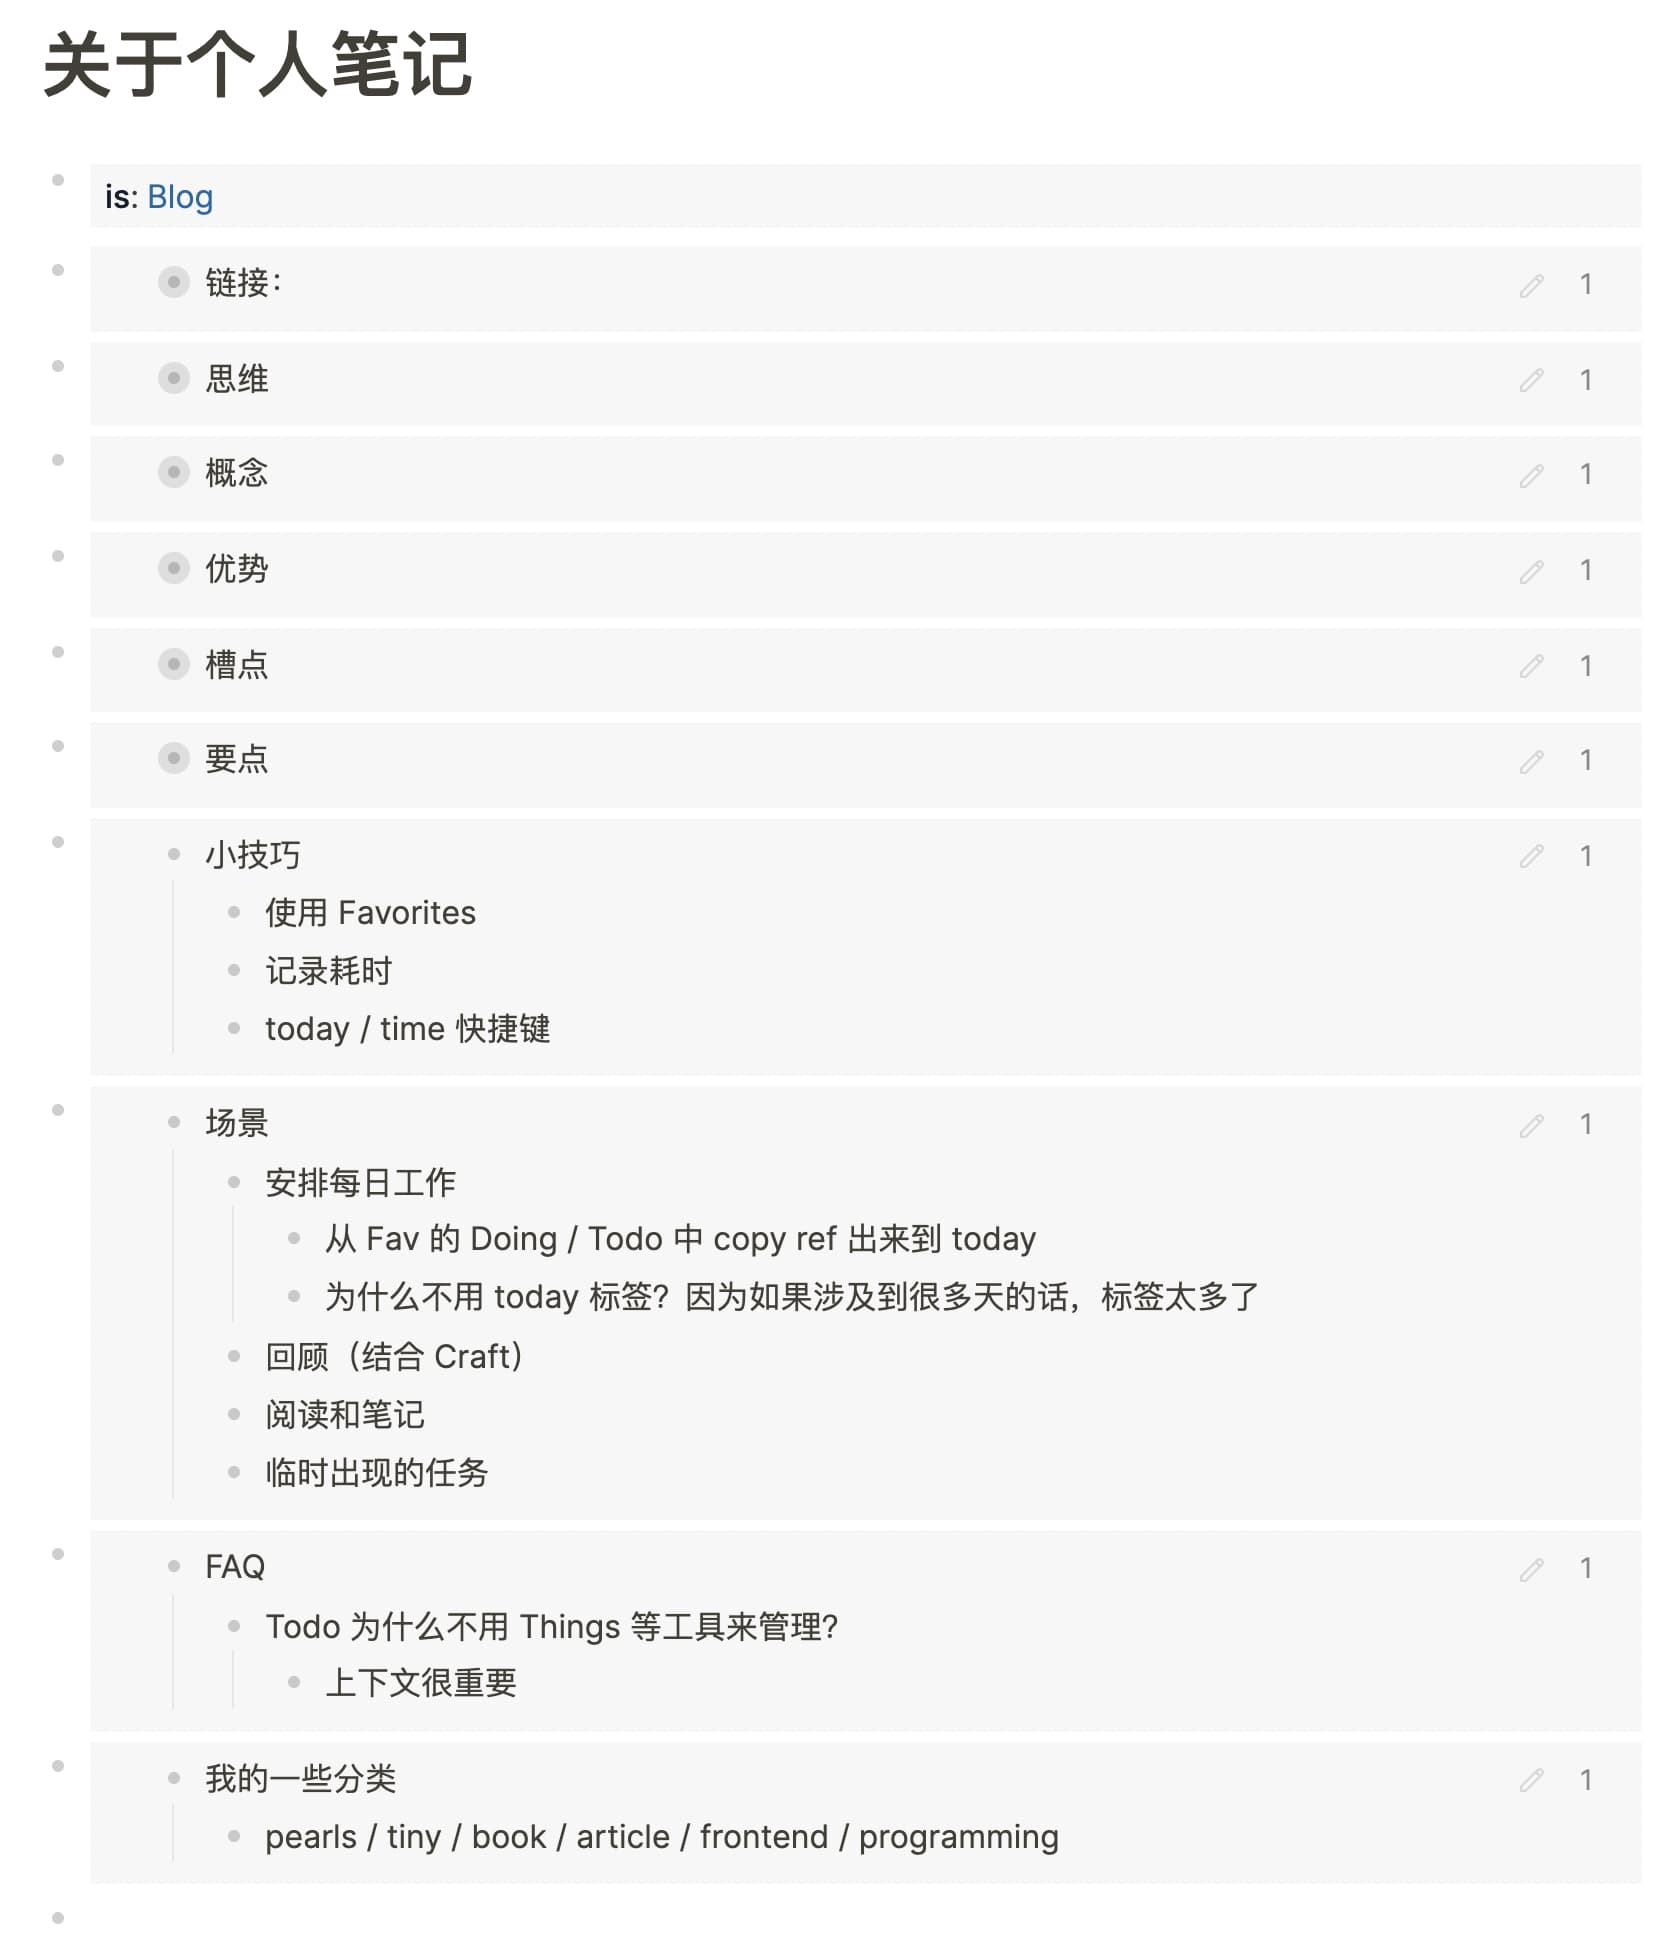 关于个人笔记
is: Blog
链接： 1
思维 1
概念 1
优势 1
槽点 1
要点 1
小技巧 1
使用 Favorites
记录耗时
today / time 快捷键
场景 1
安排每日工作
从 Fav 的 Doing / Todo 中 copy ref 出来到 today
为什么不用 today 标签？因为如果涉及到很多天的话，标签太多了
回顾（结合 Craft）
阅读和笔记
临时出现的任务
FAQ 1
Todo 为什么不用 Things 等工具来管理?
上下文很重要
我的一些分类 1
pearls / tiny / book / article / frontend / programming